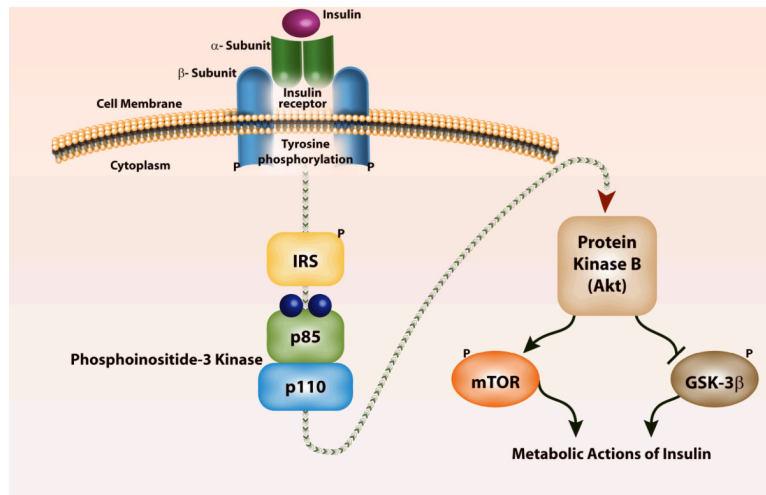 Insulin
α- Subunit
β- Subunit
Insulin
receptor
Cell Membrane
Tyrosine
phosphorylation
Cytoplasm
P
P
P
IRS
p85
Phosphoinositide-3 Kinase
p110
Protein
Kinase B
(Akt)
P
mTOR
P
GSK-3β
Metabolic Actions of Insulin